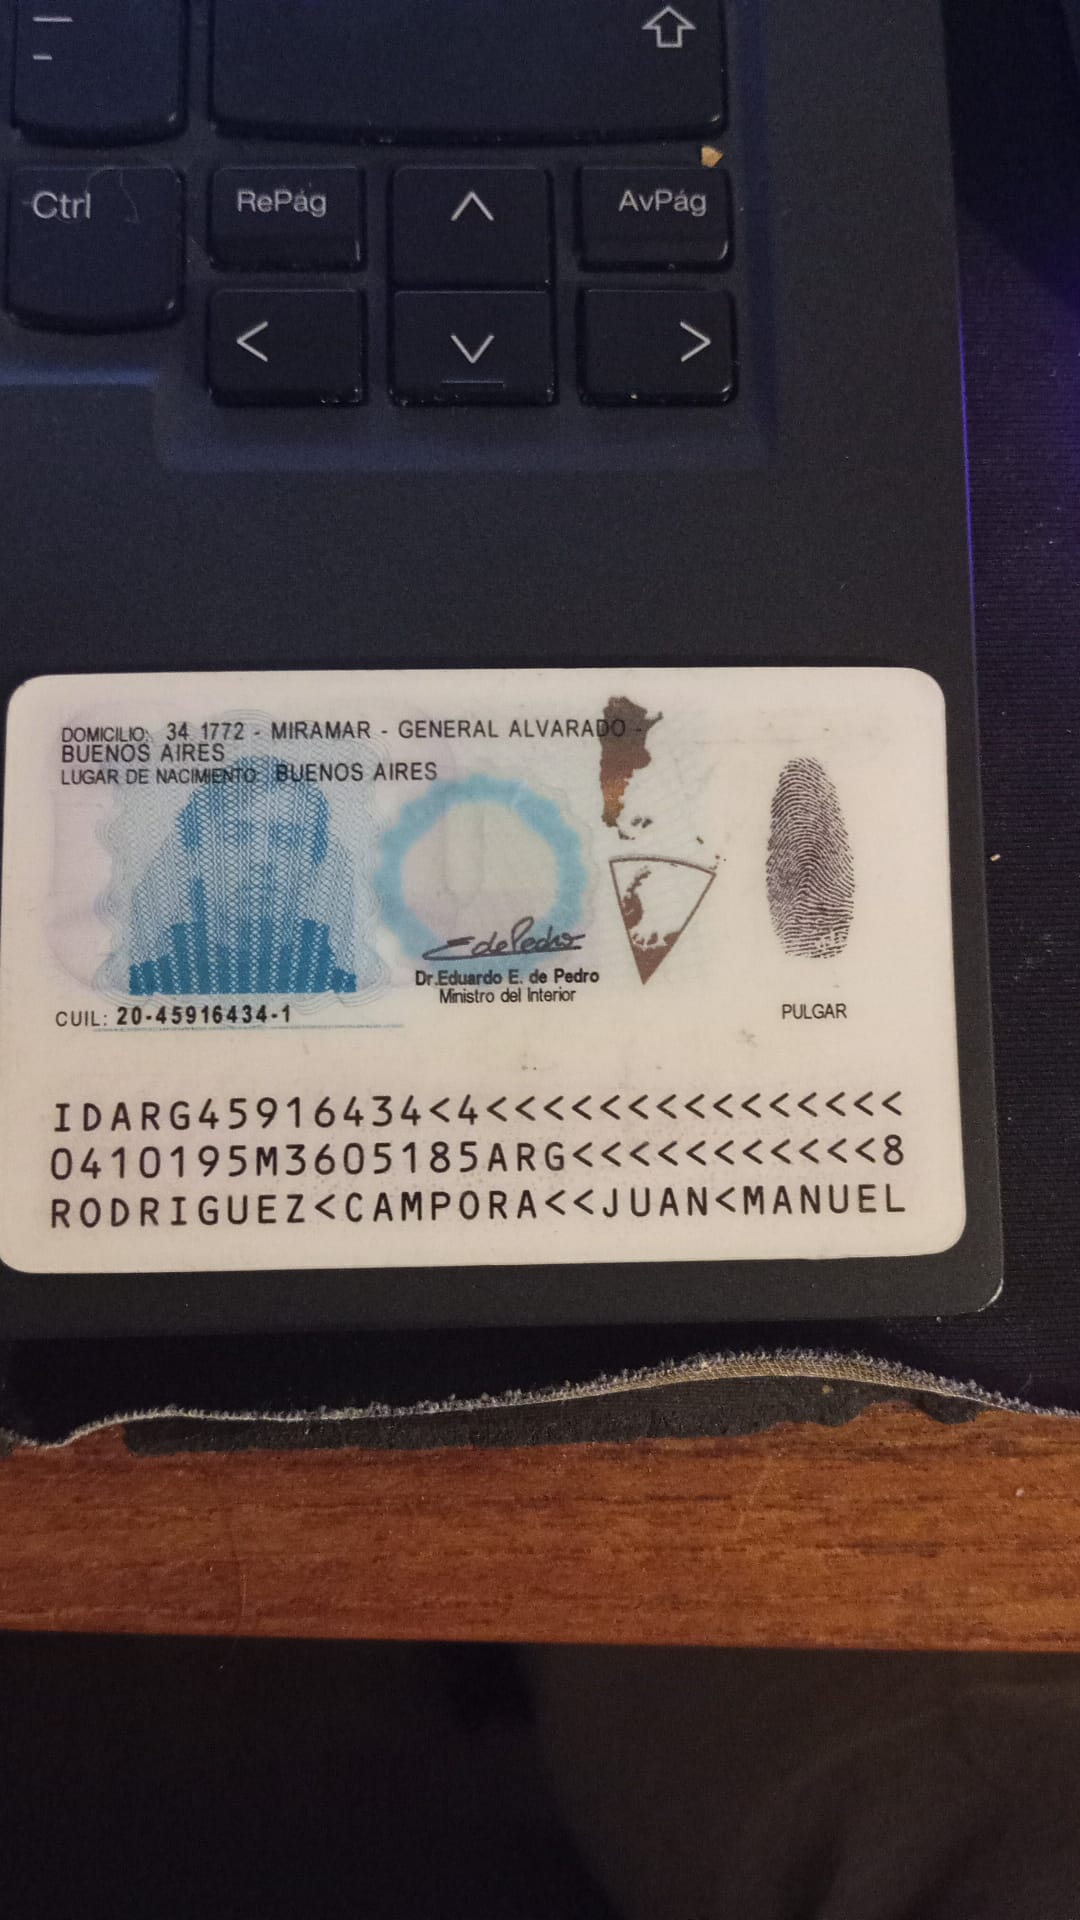 Ctrl
RePág
AvPág
DOMICILIO: 34 1772 - MIRAMAR - GENERAL ALVARADO -
BUENOS AIRES
LUGAR DE NACIMIENTO: BUENOS AIRES
EdePedro
Dr.Eduardo E. de Pedro
Ministro del Interior
CUIL: 20-45916434-1
PULGAR
IDARG45916434<4<<<<<<<<<<<<<<<
0410195M3605185ARG<<<<<<<<<<<8
RODRIGUEZ<CAMPORA<<JUAN<MANUEL